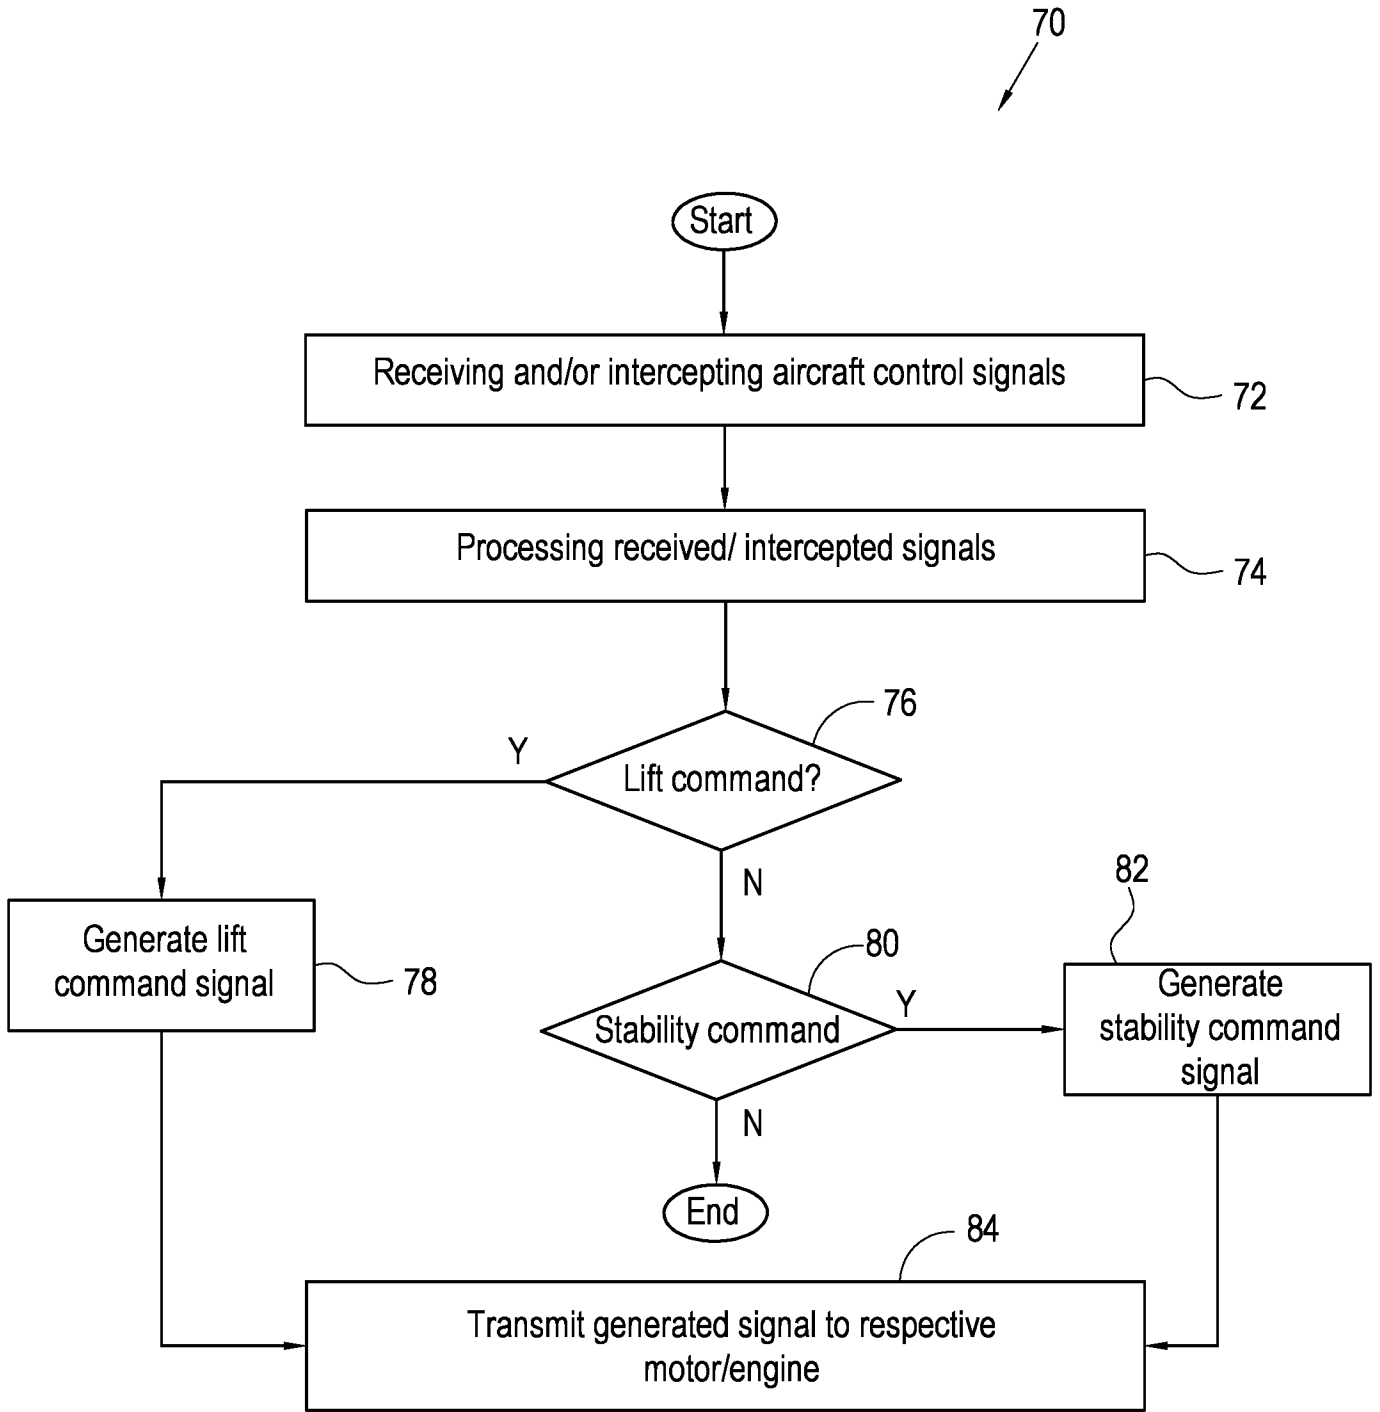 70
Start
Receiving and/or intercepting aircraft control signals
72
Processing received/ intercepted signals
74
76
Y
Lift command?
N
82
Generate lift
command signal
78
80
Stability command
Y
Generate
stability command
signal
N
End
84
Transmit generated signal to respective
motor/engine